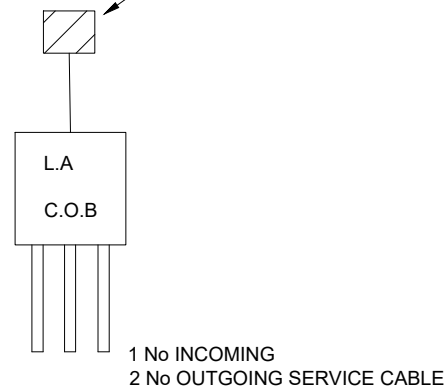 L.A
C.O.B
1 No INCOMING
2 No OUTGOING SERVICE CABLE